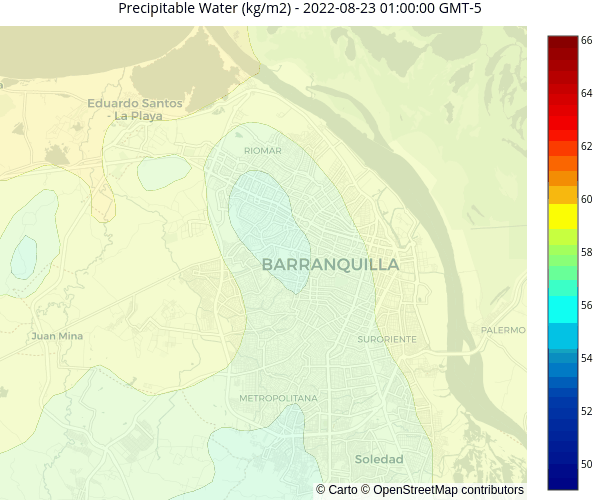 Precipitable Water (kg/m2) - 2022-08-23 01:00:00 GMT-5
66
64
62
60
58
56
54
52
50
Eduardo Santos
- La Playa
RIOMAR
BARRANQUILLA
Juan Mina
SURORIENTE
PALERMO
METROPOLITANA
Soledad
© Carto © OpenStreetMap contributors